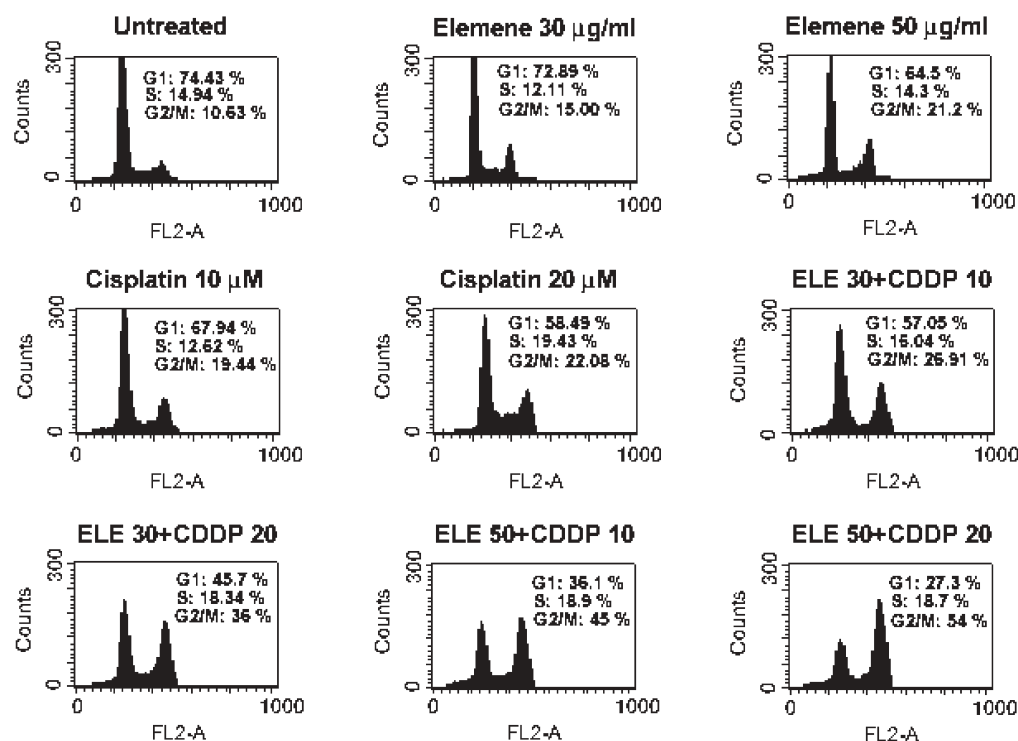 Untreated
300
Counts
0
G1: 74.43 %
S: 14.94 %
G2/M: 10.63 %
0
1000
FL2-A
Elemene 30 μg/ml
300
Counts
0
G1: 72.89 %
S: 12.11 %
G2/M: 15.00 %
0
1000
FL2-A
Elemene 50 μg/ml
300
Counts
0
G1: 64.5 %
S: 14.3 %
G2/M: 21.2 %
0
1000
FL2-A
Cisplatin 10 μM
300
Counts
0
G1: 67.94 %
S: 12.62 %
G2/M: 19.44 %
0
1000
FL2-A
Cisplatin 20 μM
300
Counts
0
G1: 58.49 %
S: 19.43 %
G2/M: 22.08 %
0
1000
FL2-A
ELE 30+CDDP 10
300
Counts
0
G1: 57.05 %
S: 16.04 %
G2/M: 26.91 %
0
1000
FL2-A
ELE 30+CDDP 20
300
Counts
0
G1: 45.7 %
S: 18.34 %
G2/M: 36 %
0
1000
FL2-A
ELE 50+CDDP 10
300
Counts
0
G1: 36.1 %
S: 18.9 %
G2/M: 45 %
0
1000
FL2-A
ELE 50+CDDP 20
300
Counts
0
G1: 27.3 %
S: 18.7 %
G2/M: 54 %
0
1000
FL2-A